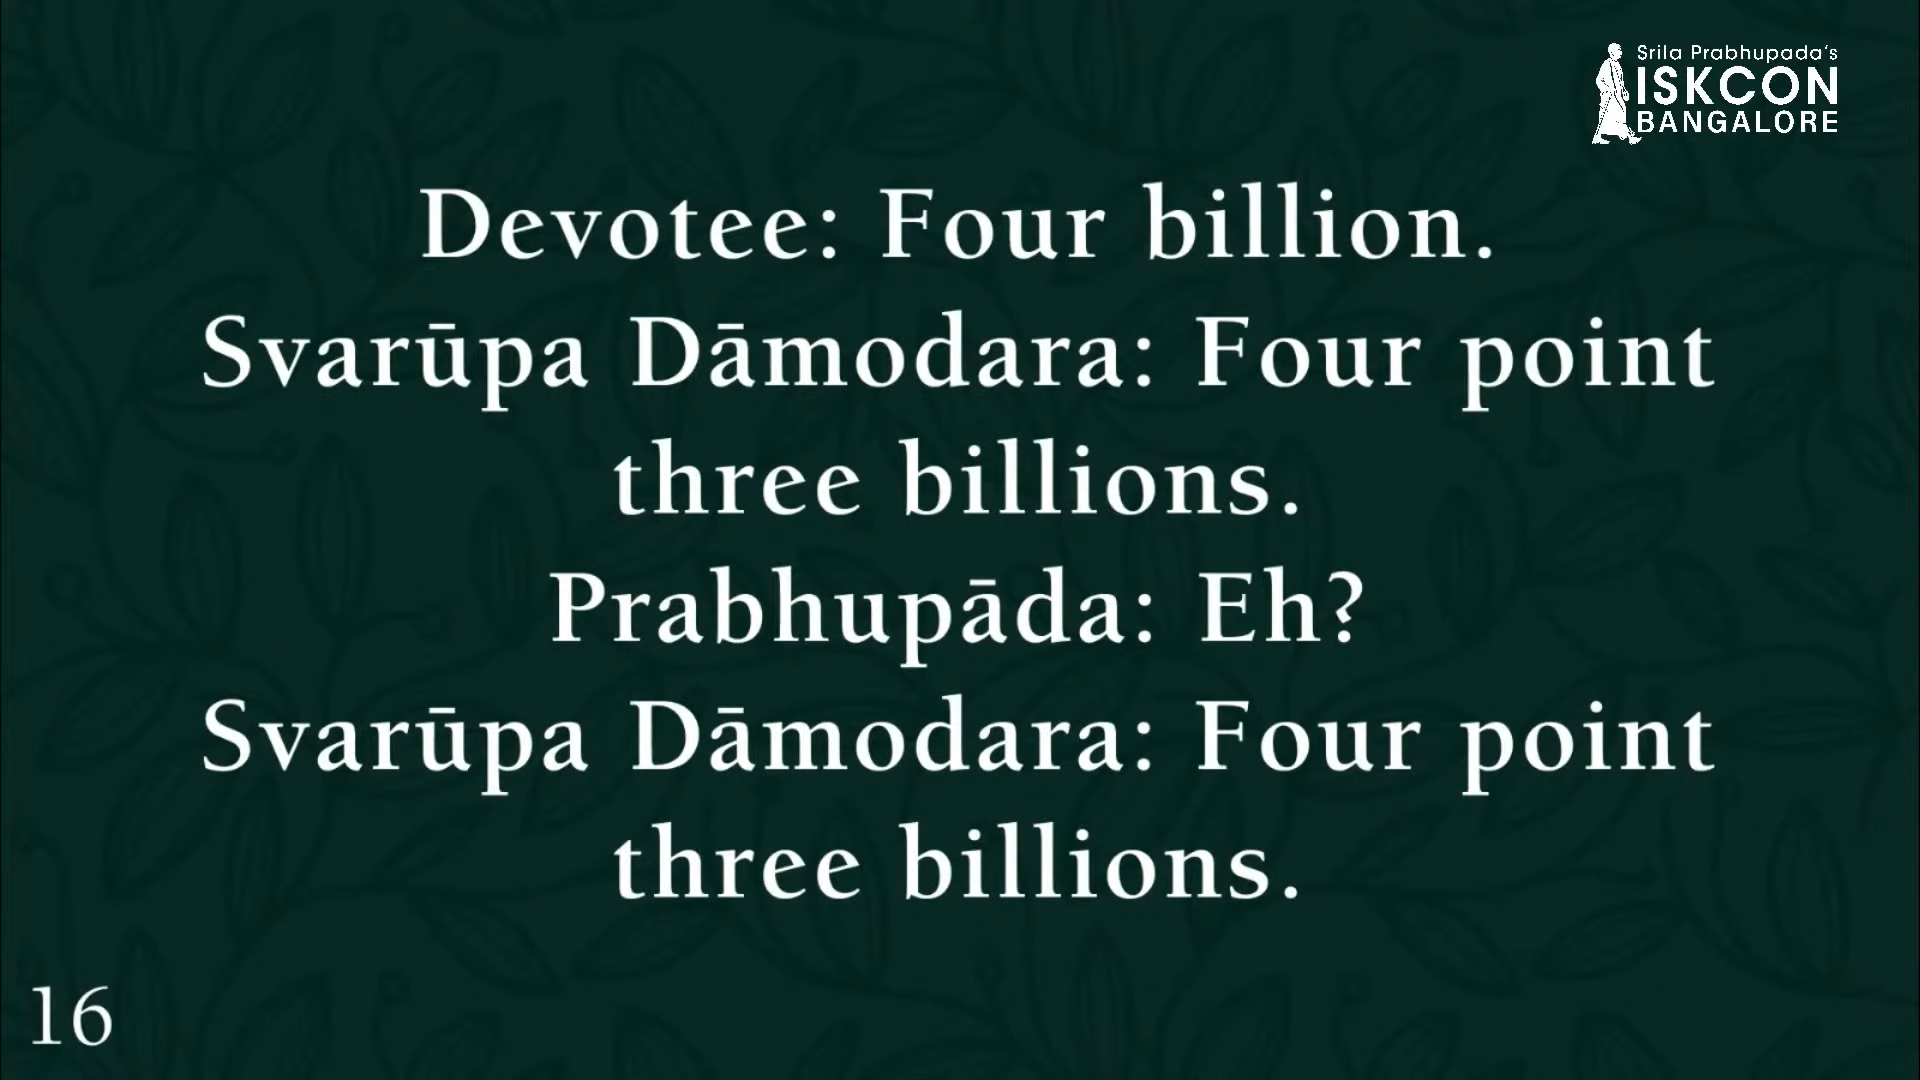 Srila Prabhupada's
ISKCON
BANGALORE
Devotee: Four billion.
Svarūpa Dāmodara: Four point
three billions.
Prabhupāda: Eh?
Svarūpa Dāmodara: Four point
three billions.
16